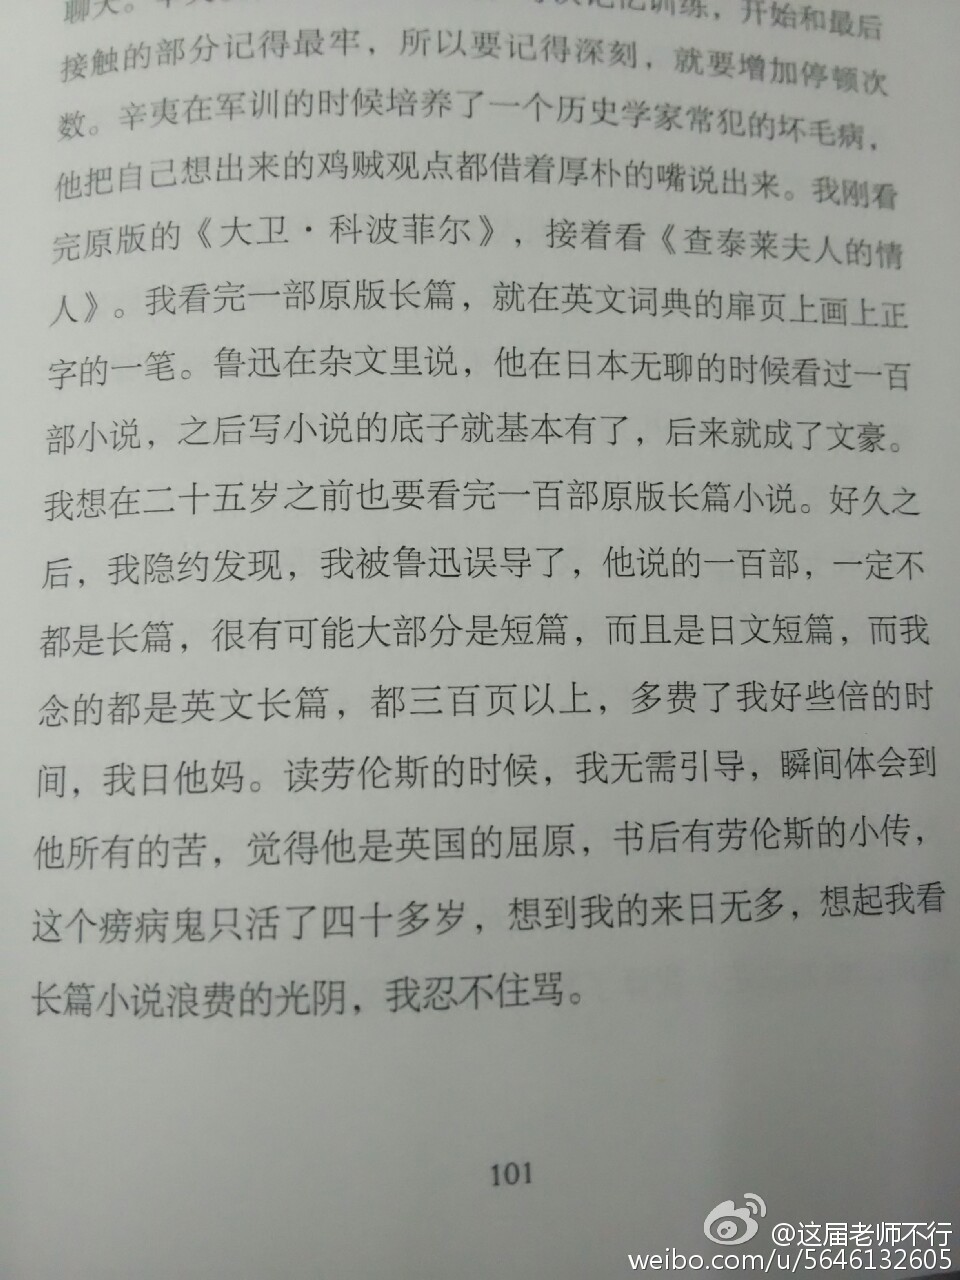 聊天。
记忆训练，开始和最后
接触的部分记得最牢，所以要记得深刻，就要增加停顿次
数。辛夷在军训的时候培养了一个历史学家常犯的坏毛病，
他把自己想出来的鸡贼观点都借着厚朴的嘴说出来。我刚看
完原版的《大卫·科波菲尔》，接着看《查泰莱夫人的情
人》。我看完一部原版长篇，就在英文词典的扉页上画上正
字的一笔。鲁迅在杂文里说，他在日本无聊的时候看过一百
部小说，之后写小说的底子就基本有了，后来就成了文豪。
我想在二十五岁之前也要看完一百部原版长篇小说。好久之
后，我隐约发现，我被鲁迅误导了，他说的一百部，一定不
都是长篇，很有可能大部分是短篇，而且是日文短篇，而我
念的都是英文长篇，都三百页以上，多费了我好些倍的时
间，我日他妈。读劳伦斯的时候，我无需引导，瞬间体会到
他所有的苦，觉得他是英国的屈原，书后有劳伦斯的小传，
这个痨病鬼只活了四十多岁，想到我的来日无多，想起我看
长篇小说浪费的光阴，我忍不住骂。
101
@这届老师不行
weibo.com/u/5646132605